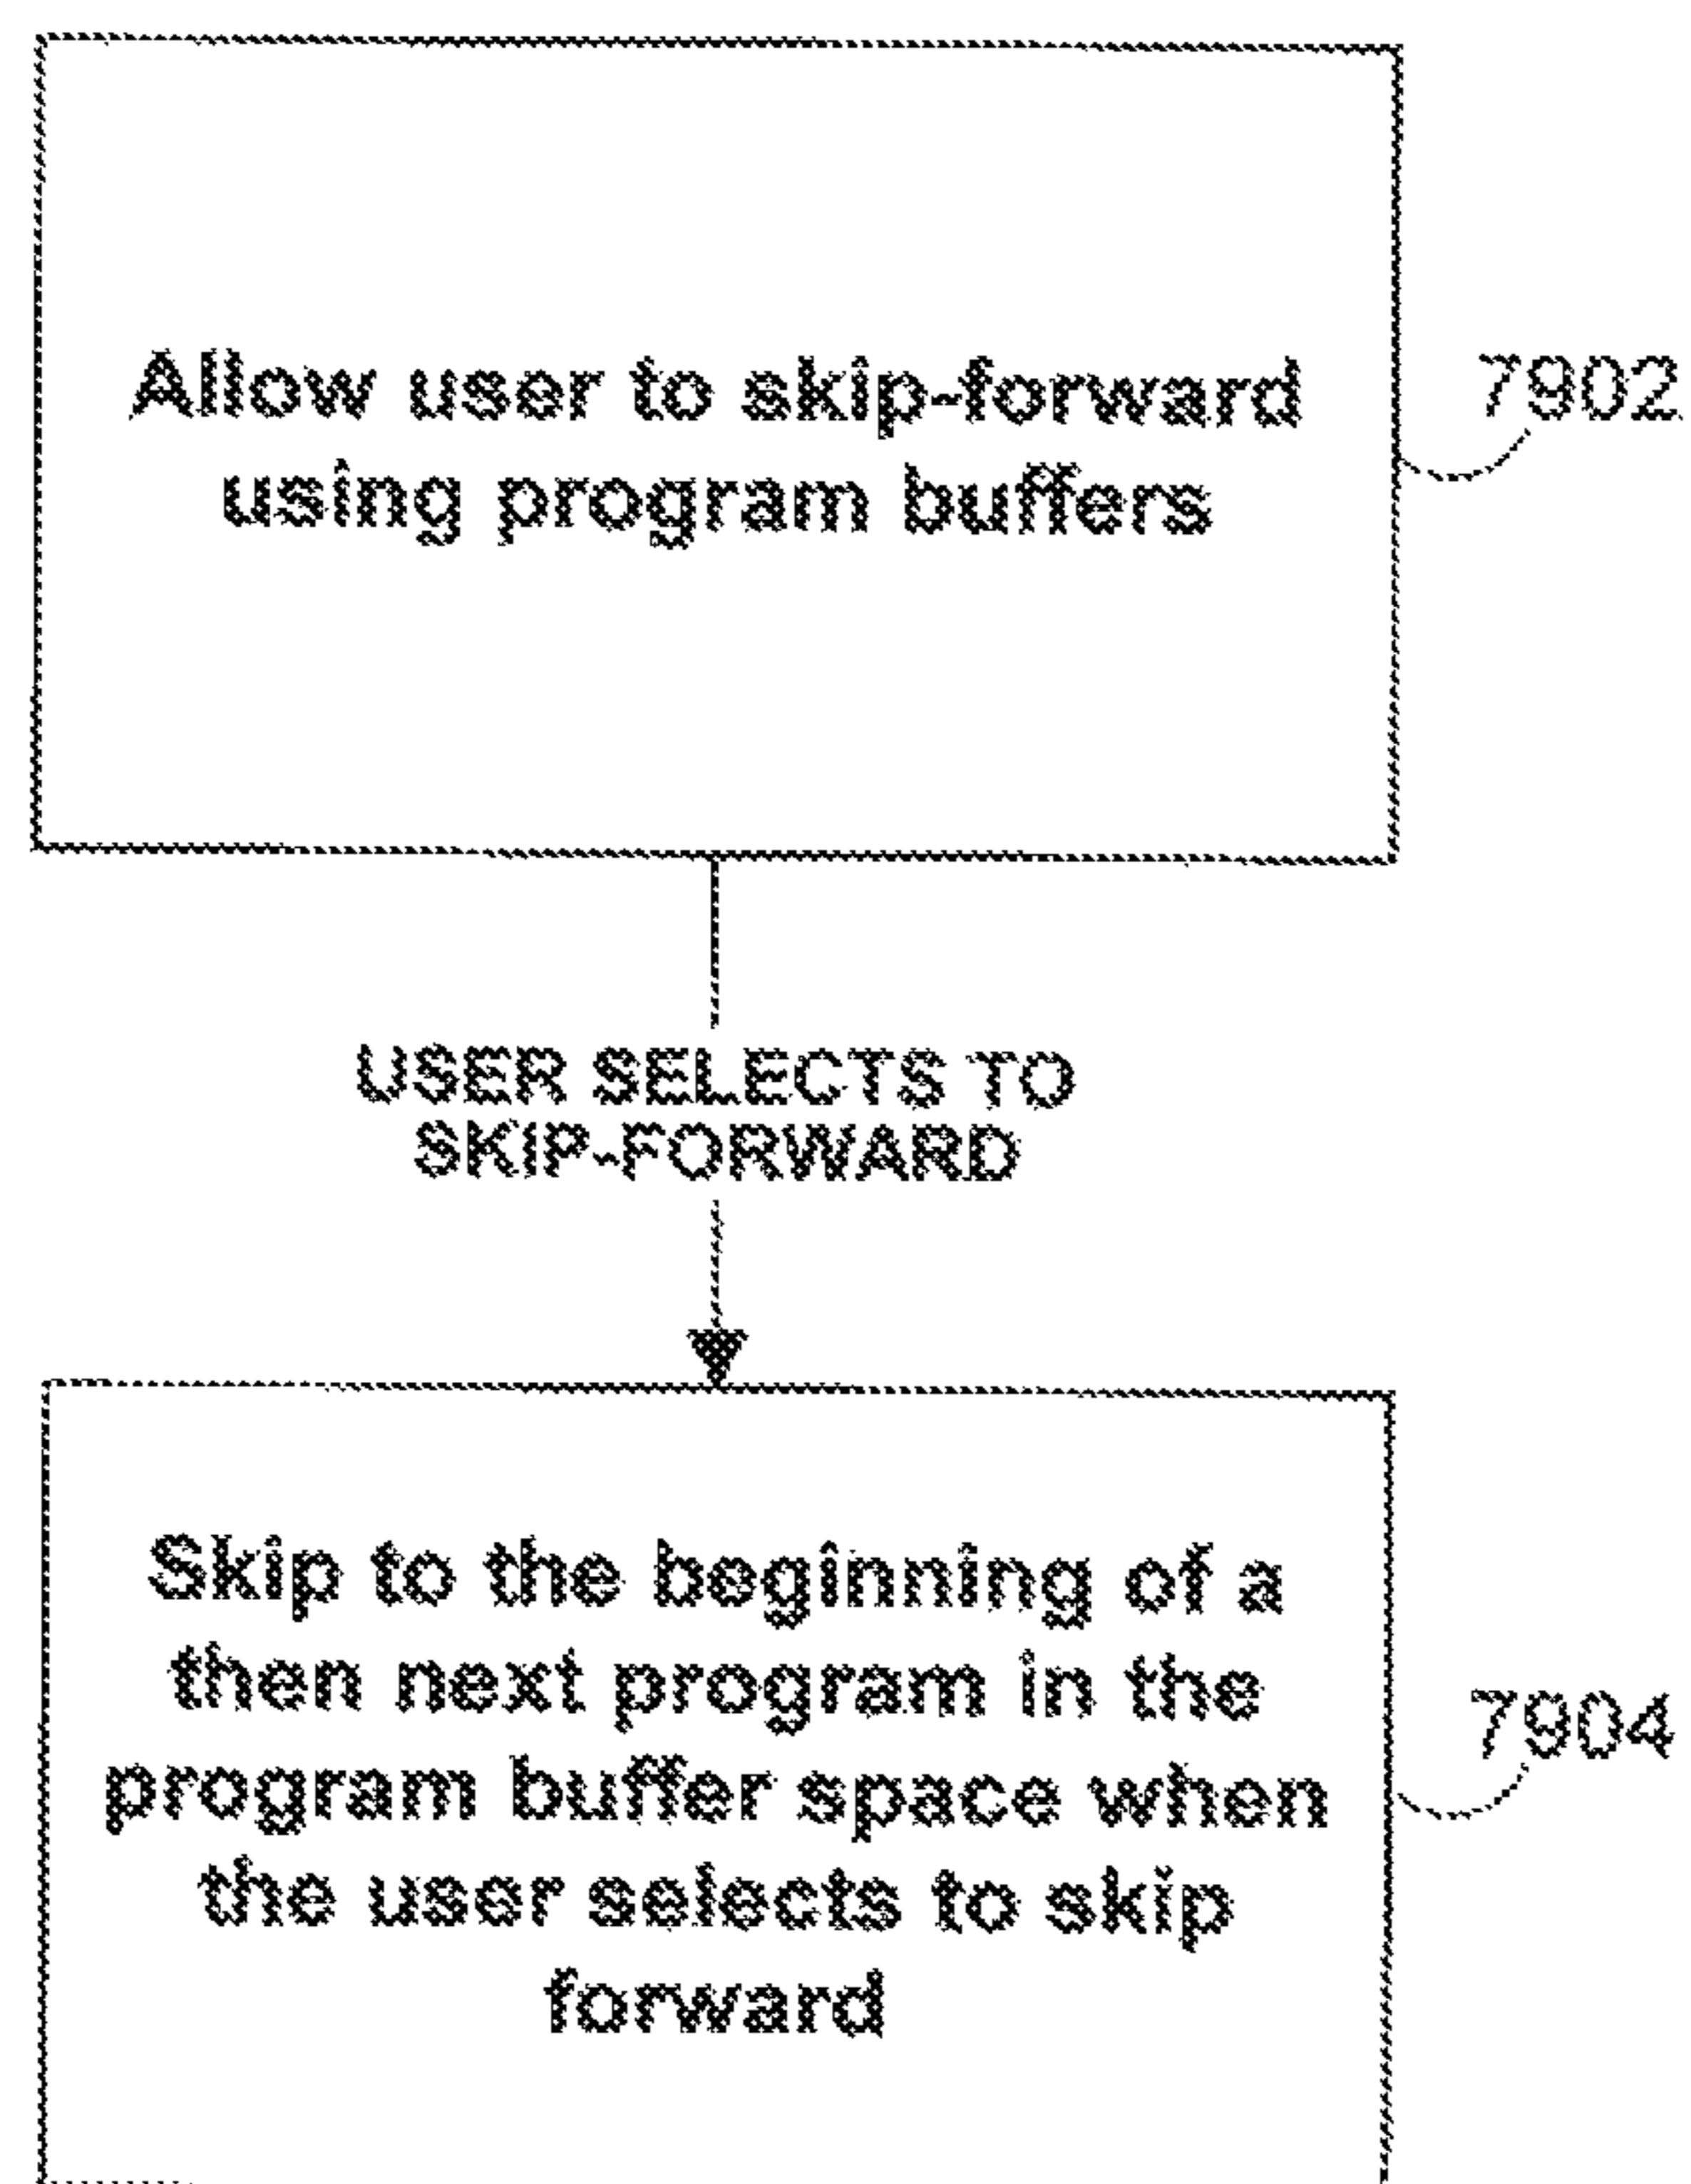 Allow user to skip-forward
using program buffers
7902
USER SELECTS TO
SKIP-FORWARD
Skip to the beginning of a
then next program in the
program buffer space when
the user selects to skip
forward
7904